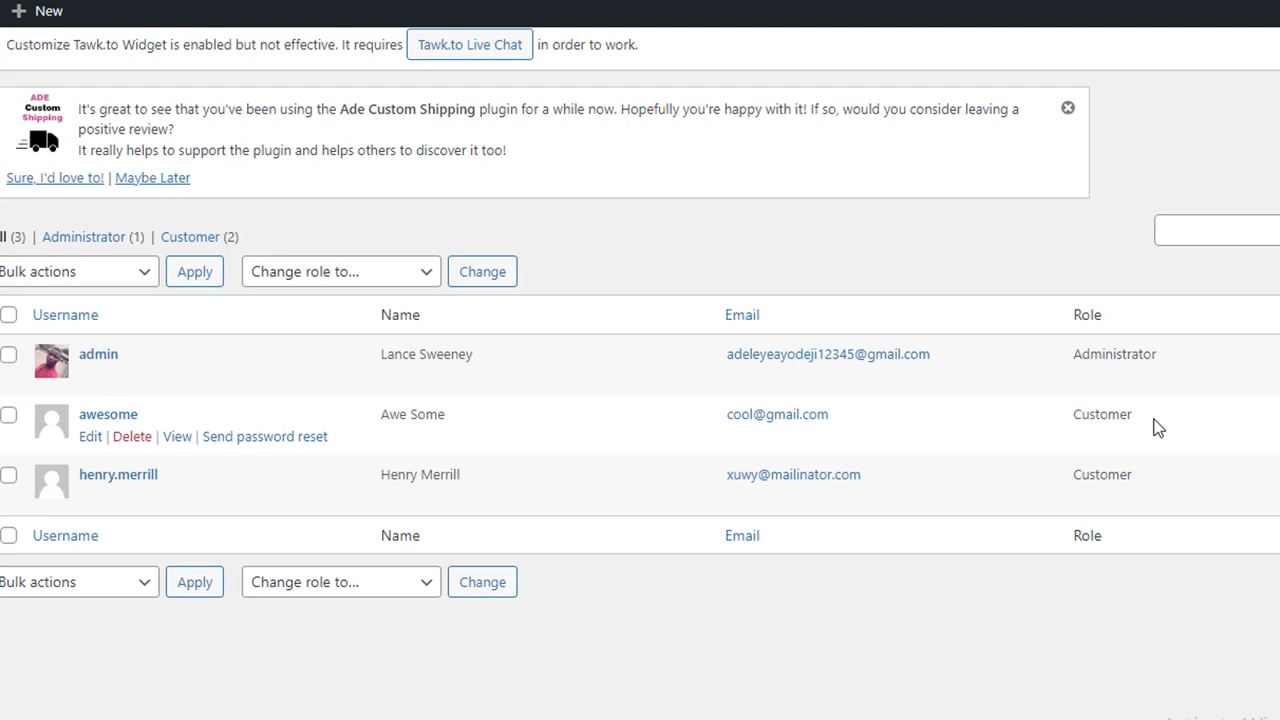 New
Customize Tawk.to Widget is enabled but not effective. It requires Tawk.to Live Chat in order to work.
ADE
Custom
Shipping
It's great to see that you've been using the Ade Custom Shipping plugin for a while now. Hopefully you're happy with it! If so, would you consider leaving a
positive review?
It really helps to support the plugin and helps others to discover it too!
Sure, I'd love to! | Maybe Later
ll (3) | Administrator (1) | Customer (2)
Bulk actions Apply Change role to... Change
Username Name Email Role
admin Lance Sweeney adeleyeayodeji12345@gmail.com Administrator
awesome Awe Some cool@gmail.com Customer
Edit | Delete | View | Send password reset
henry.merrill Henry Merrill xuwy@mailinator.com Customer
Username Name Email Role
Bulk actions Apply Change role to... Change